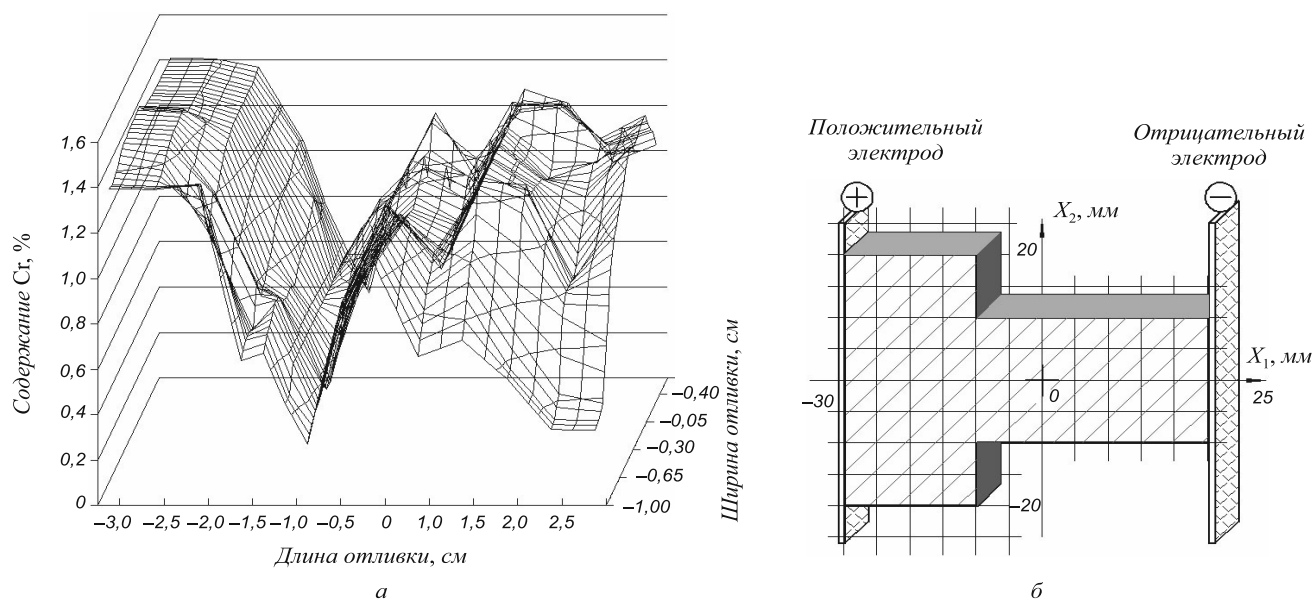 Содержание Cr, %
1,6
1,4
1,2
1,0
0,8
0,6
0,4
0,2
0
–3,0 –2,5 –2,0 –1,5 –1,0 –0,5 0 1,0 2,0 2,5
Длина отливки, см
–0,40
–0,05
–0,30
–0,65
–1,00
Ширина отливки, см
а
Положительный
электрод
Отрицательный
электрод
+
–
X2, мм
20
X1, мм
–30
0
25
–20
б